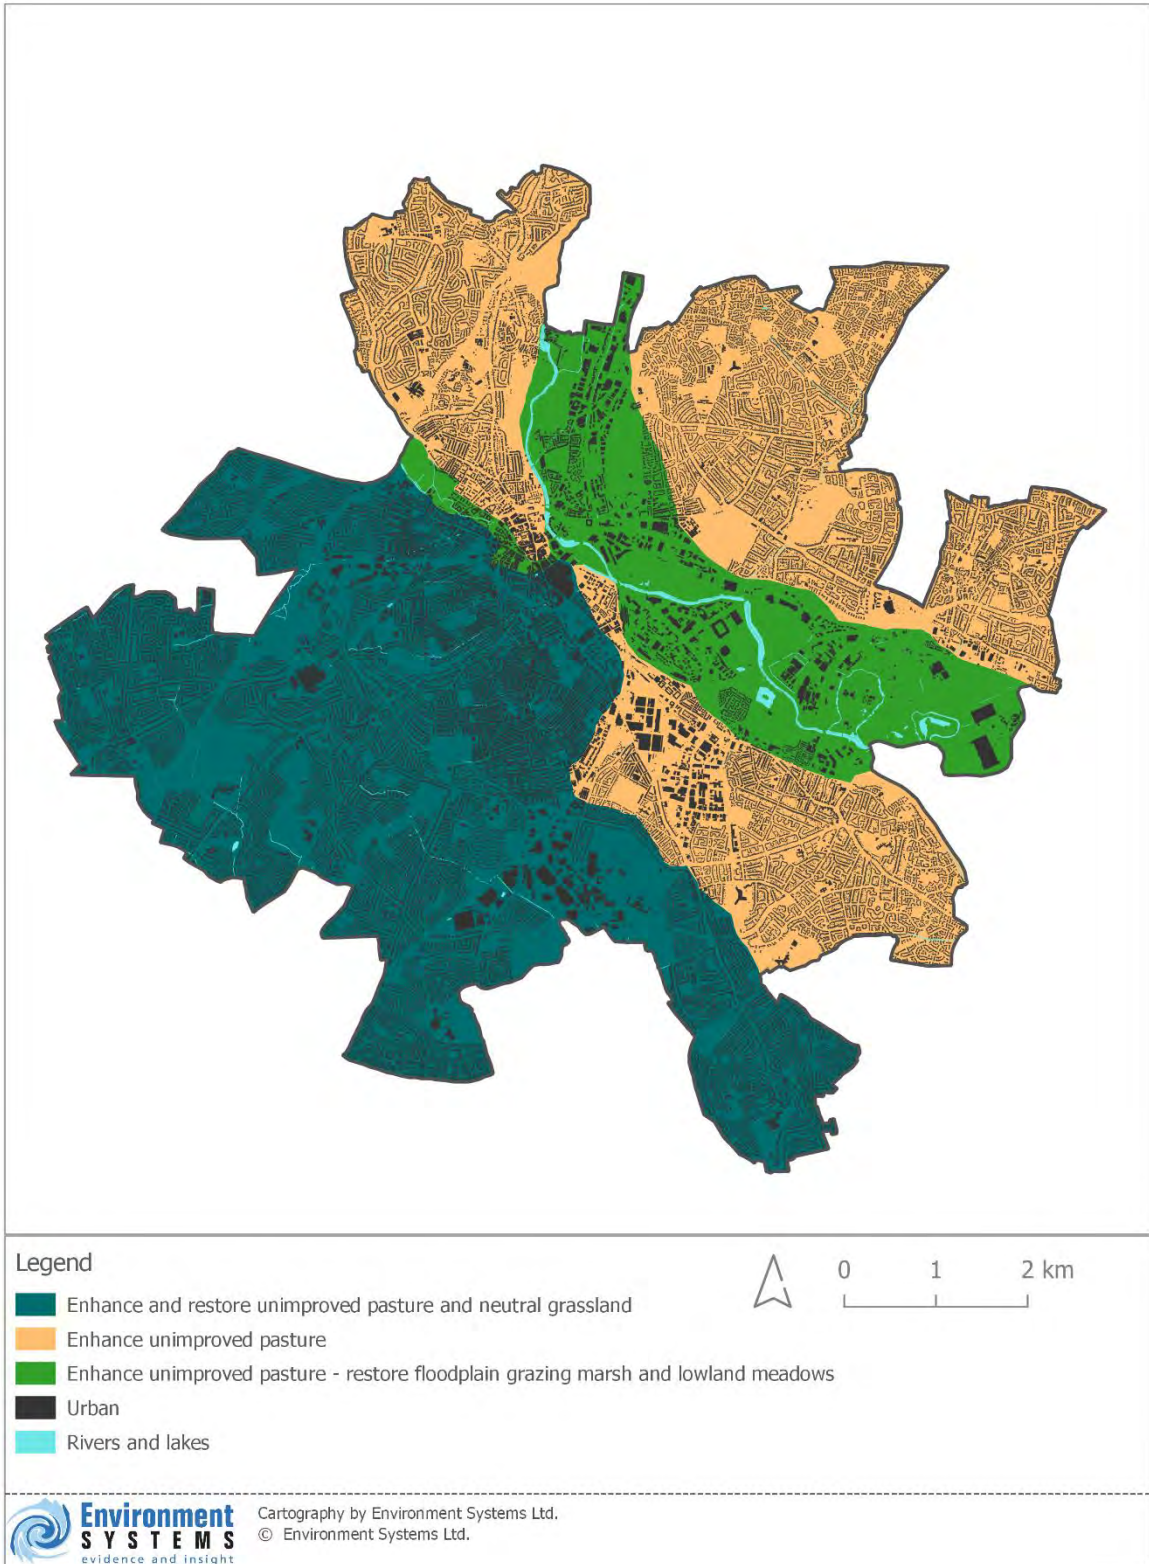 Legend
0 1 2 km
Enhance and restore unimproved pasture and neutral grassland
Enhance unimproved pasture
Enhance unimproved pasture - restore floodplain grazing marsh and lowland meadows
Urban
Rivers and lakes
Environment
SYSTEMS
evidence and insight
Cartography by Environment Systems Ltd.
© Environment Systems Ltd.